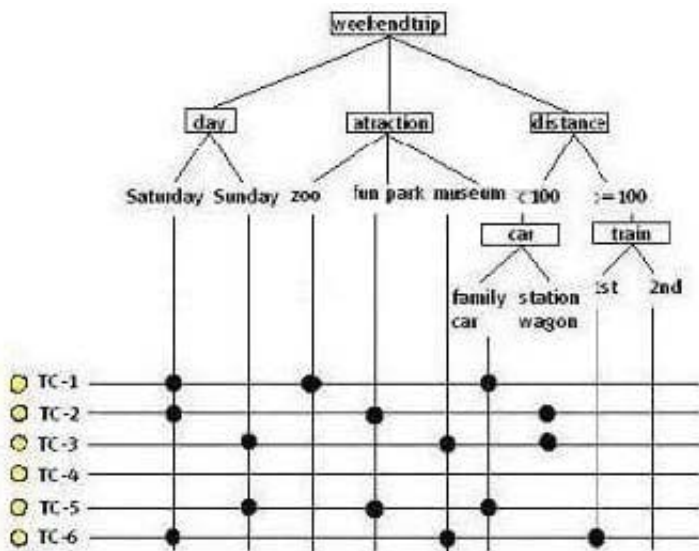 weekendtrip
day atraction distance
Saturday Sunday zoo fun park museum <100 >=100
car train
family car station wagon 1st 2nd
TC-1
TC-2
TC-3
TC-4
TC-5
TC-6